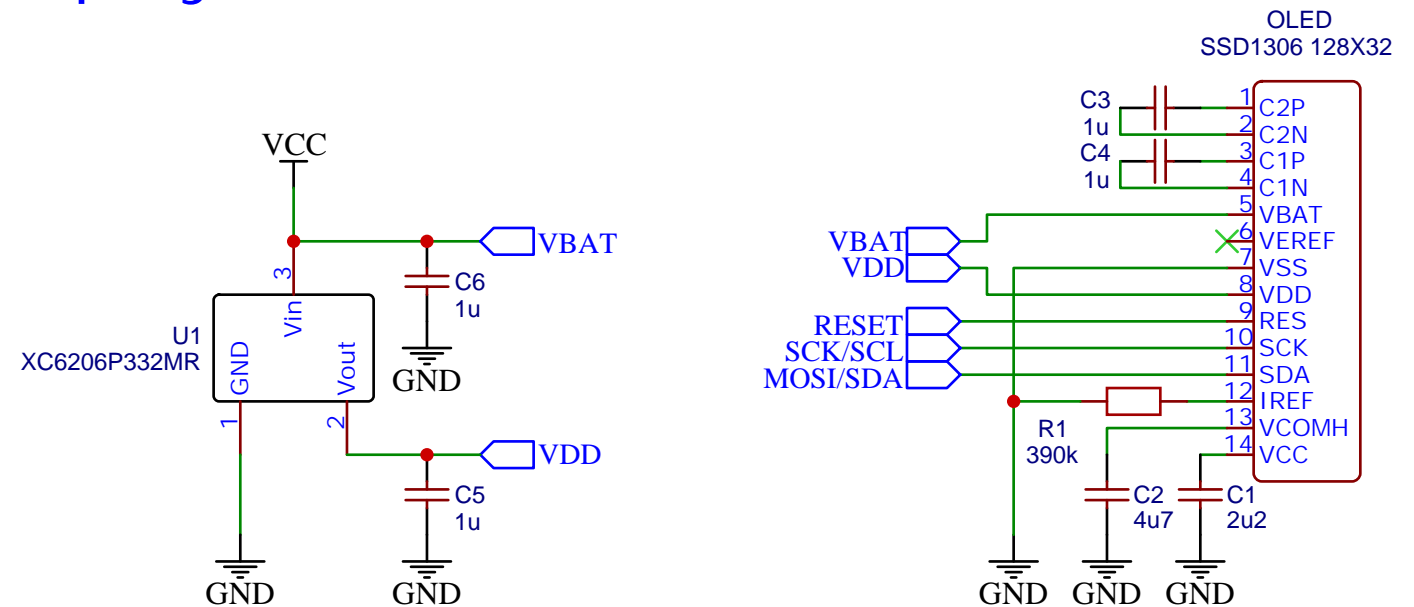 VCC
VBAT
C6
1u
GND
3
Vin
U1
XC6206P332MR
GND
Vout
1
2
VDD
C5
1u
GND
GND
OLED
SSD1306 128X32
C3
1u
C4
1u
1
C2P
2
C2N
3
C1P
4
C1N
5
VBAT
6
VEREF
7
VSS
8
VDD
9
RES
10
SCK
11
SDA
12
IREF
13
VCOMH
14
VCC
VBAT
VDD
RESET
SCK/SCL
MOSI/SDA
R1
390k
C2
4u7
C1
2u2
GND
GND
GND